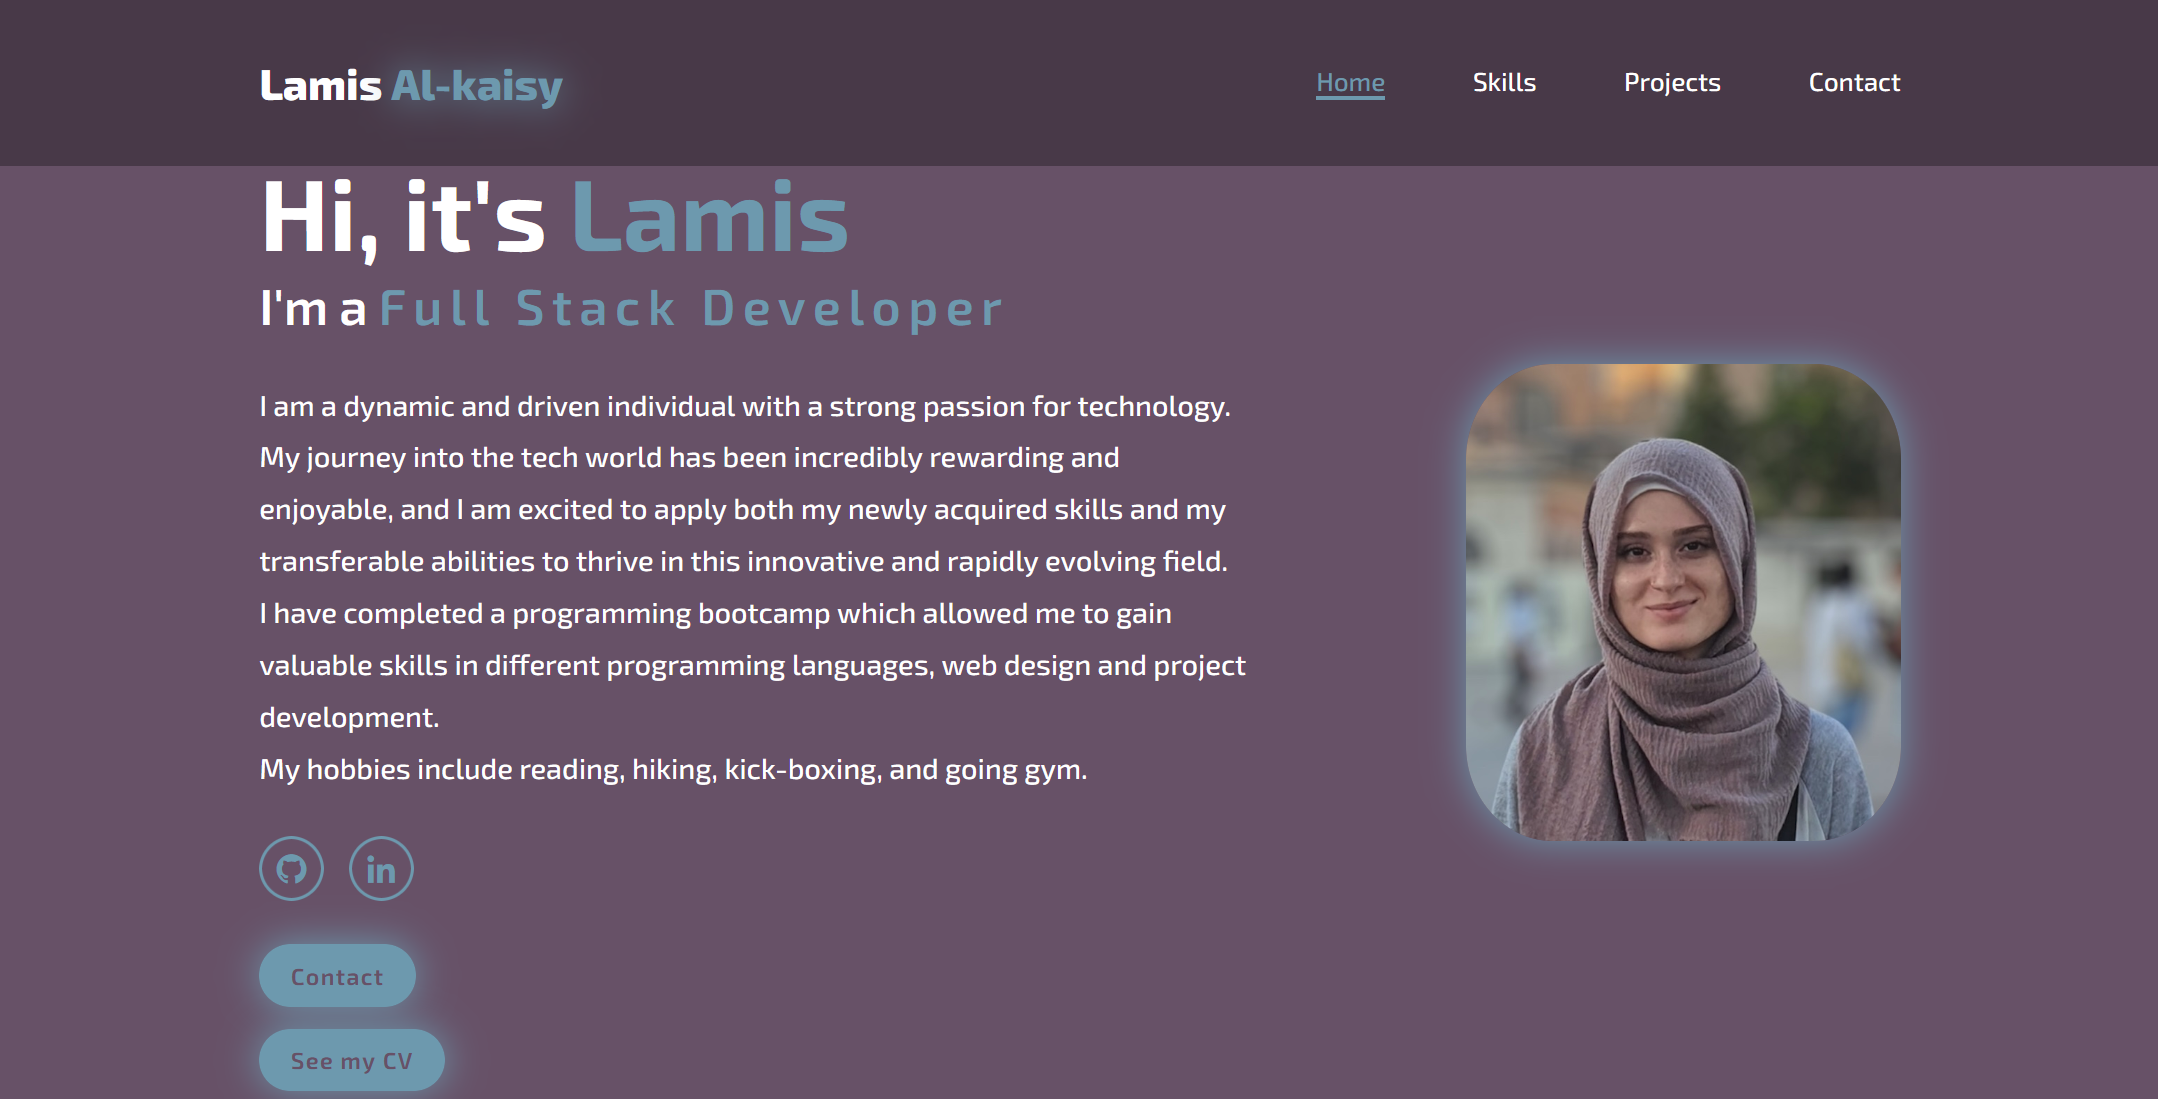 Lamis Al-kaisy
Home Skills Projects Contact
Hi, it's Lamis
I'm a Full Stack Developer
I am a dynamic and driven individual with a strong passion for technology.
My journey into the tech world has been incredibly rewarding and
enjoyable, and I am excited to apply both my newly acquired skills and my
transferable abilities to thrive in this innovative and rapidly evolving field.
I have completed a programming bootcamp which allowed me to gain
valuable skills in different programming languages, web design and project
development.
My hobbies include reading, hiking, kick-boxing, and going gym.
in
Contact
See my CV